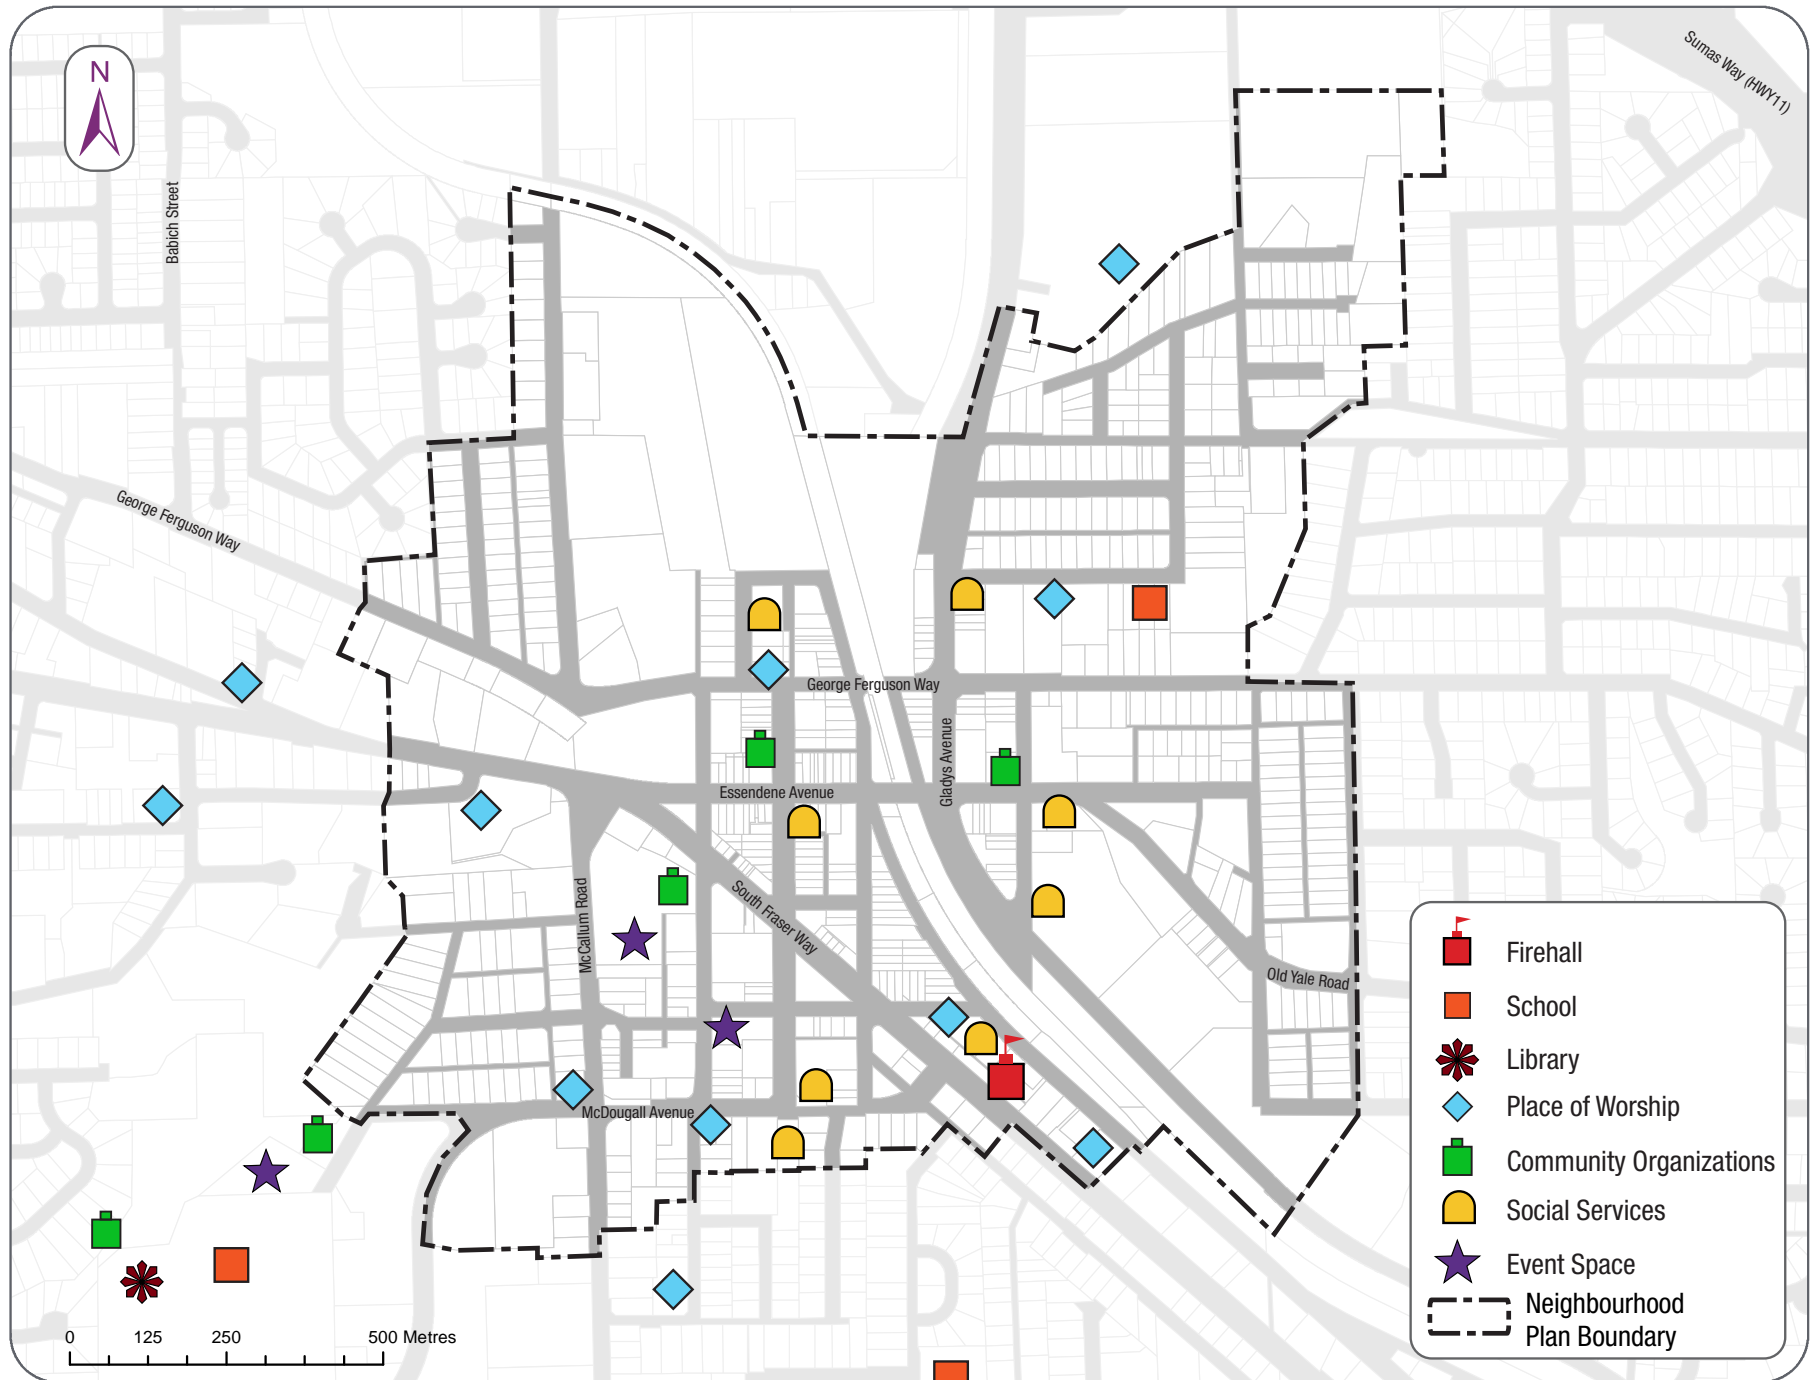 Sumas Way (HWY11)
N
Babich Street
George Ferguson Way
George Ferguson Way
Gladys Avenue
Essendene Avenue
McCallum Road
South Fraser Way
Old Yale Road
McDougall Avenue
Firehall
School
Library
Place of Worship
Community Organizations
Social Services
Event Space
Neighbourhood
Plan Boundary
0 125 250 500 Metres